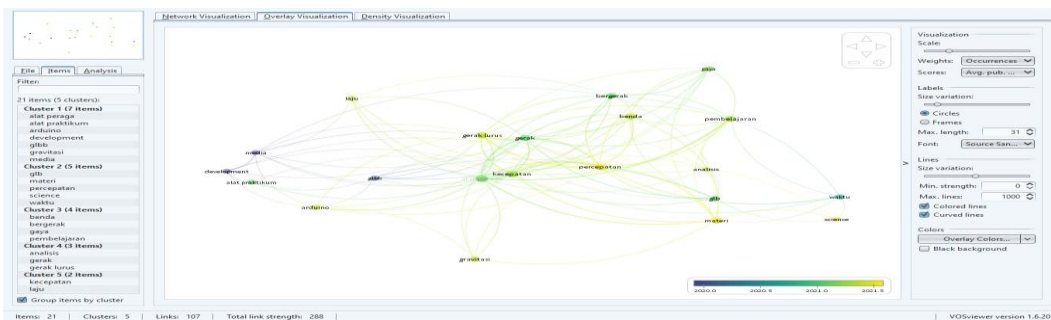 Network Visualization Overlay Visualization Density Visualization
File Items Analysis
Filter:
21 items (5 clusters):
Cluster 1 (7 items)
alat peraga
alat praktikum
arduino
development
glbb
gravitasi
media
Cluster 2 (5 items)
glb
materi
percepatan
science
waktu
Cluster 3 (4 items)
benda
bergerak
gaya
pembelajaran
Cluster 4 (3 items)
analisis
gerak
gerak lurus
Cluster 5 (2 items)
kecepatan
laju
Group items by cluster
gaya
laju
bergerak
benda
pembelajaran
gerak lurus
gerak
media
percepatan
analisis
development
kecepatan
alat praktikum
glbb
glb
waktu
arduino
materi
science
gravitasi
2020.0 2020.5 2021.0 2021.5
Visualization
Scale:
Weights: Occurrences
Scores: Avg. pub. ...
Labels
Size variation:
Circles
Frames
Max. length: 31
Font: Source San...
Lines
Size variation:
Min. strength: 0
Max. lines: 1000
Colored lines
Curved lines
Colors
Overlay Colors...
Black background
Items: 21 | Clusters: 5 | Links: 107 | Total link strength: 288 | VOSviewer version 1.6.20